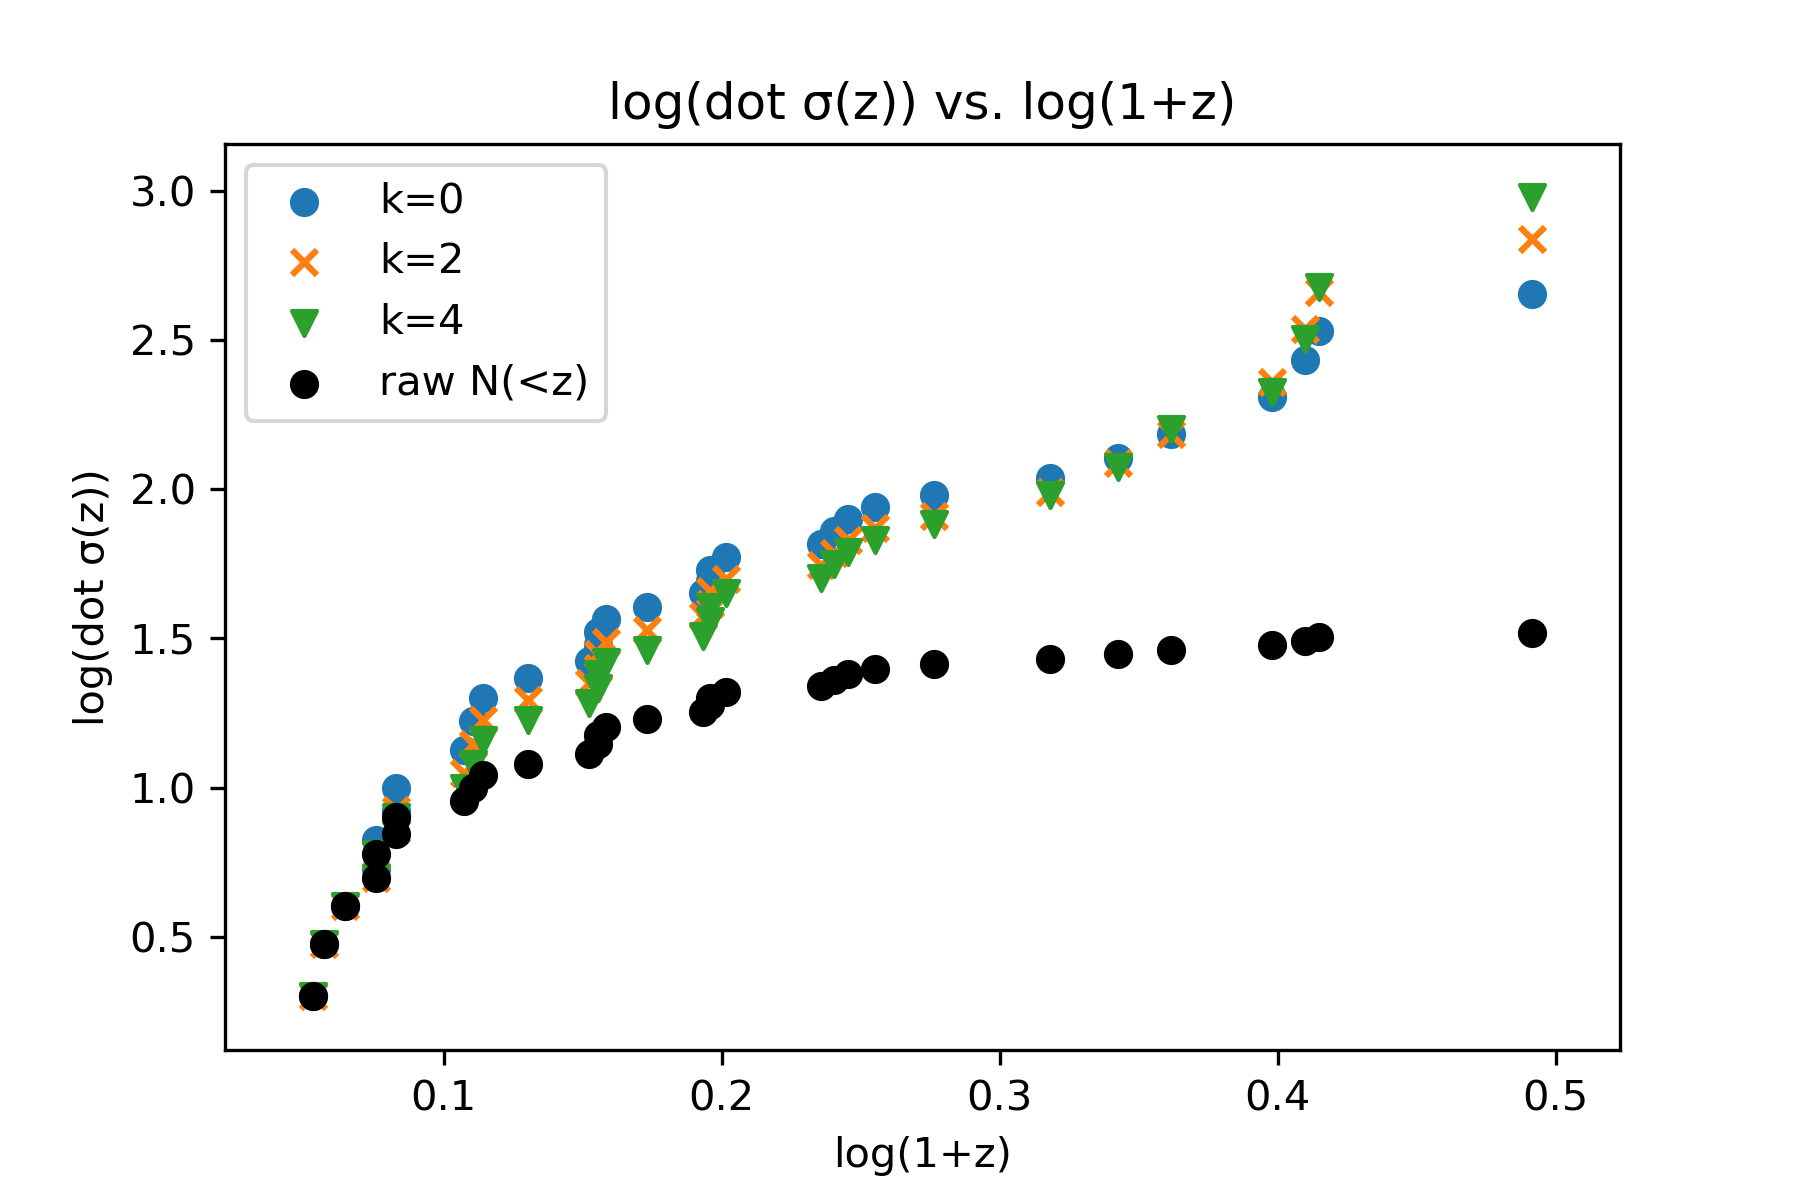 log(dot σ(z)) vs. log(1+z)
k=0
k=2
k=4
raw N(<z)
log(dot σ(z))
3.0
2.5
2.0
1.5
1.0
0.5
0.1 0.2 0.3 0.4 0.5
log(1+z)